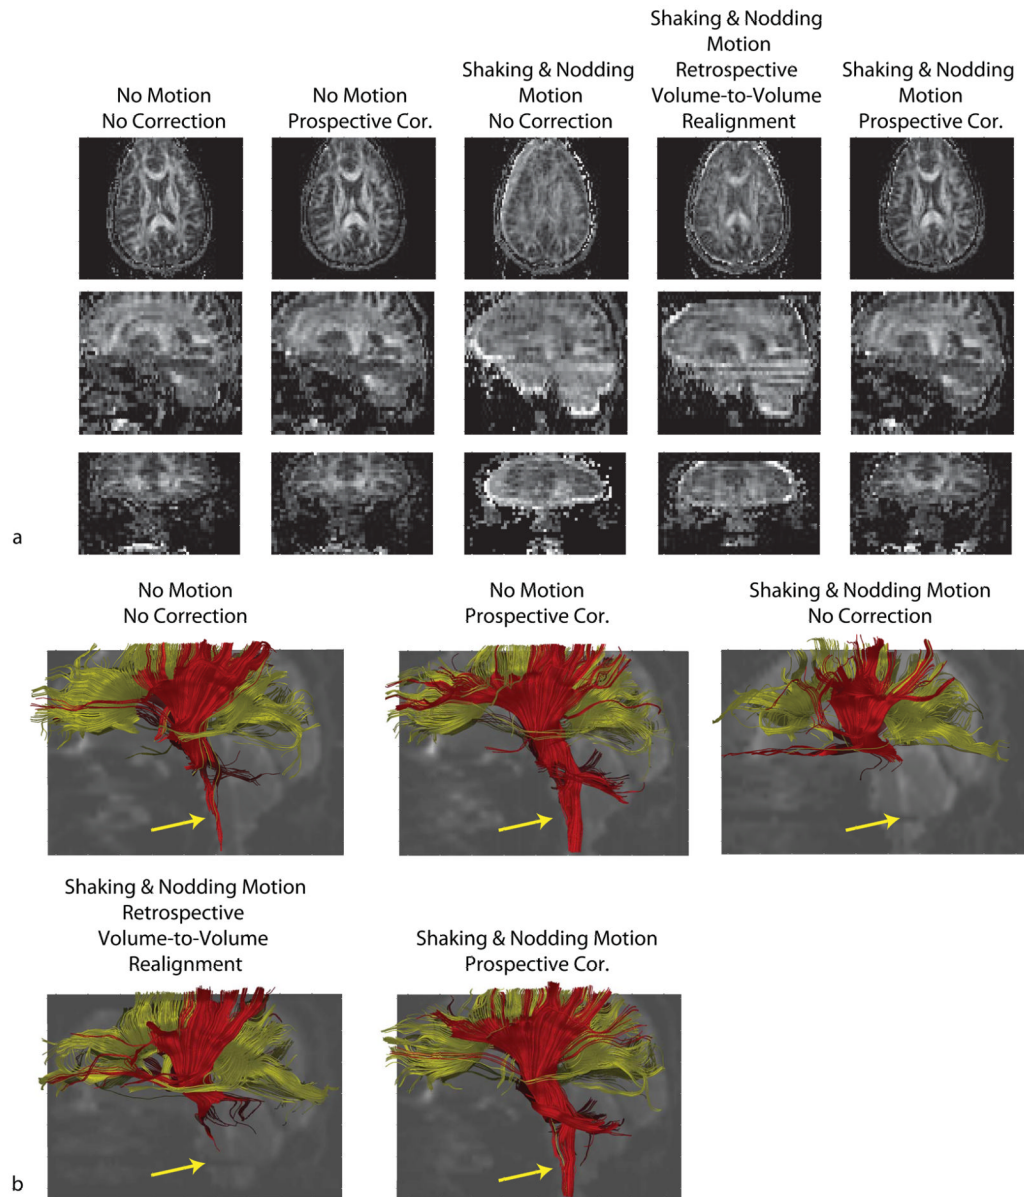 No Motion
No Correction
No Motion
Prospective Cor.
Shaking & Nodding
Motion
No Correction
Shaking & Nodding
Motion
Retrospective
Volume-to-Volume
Realignment
Shaking & Nodding
Motion
Prospective Cor.
a
No Motion
No Correction
No Motion
Prospective Cor.
Shaking & Nodding Motion
No Correction
Shaking & Nodding Motion
Retrospective
Volume-to-Volume
Realignment
Shaking & Nodding Motion
Prospective Cor.
b